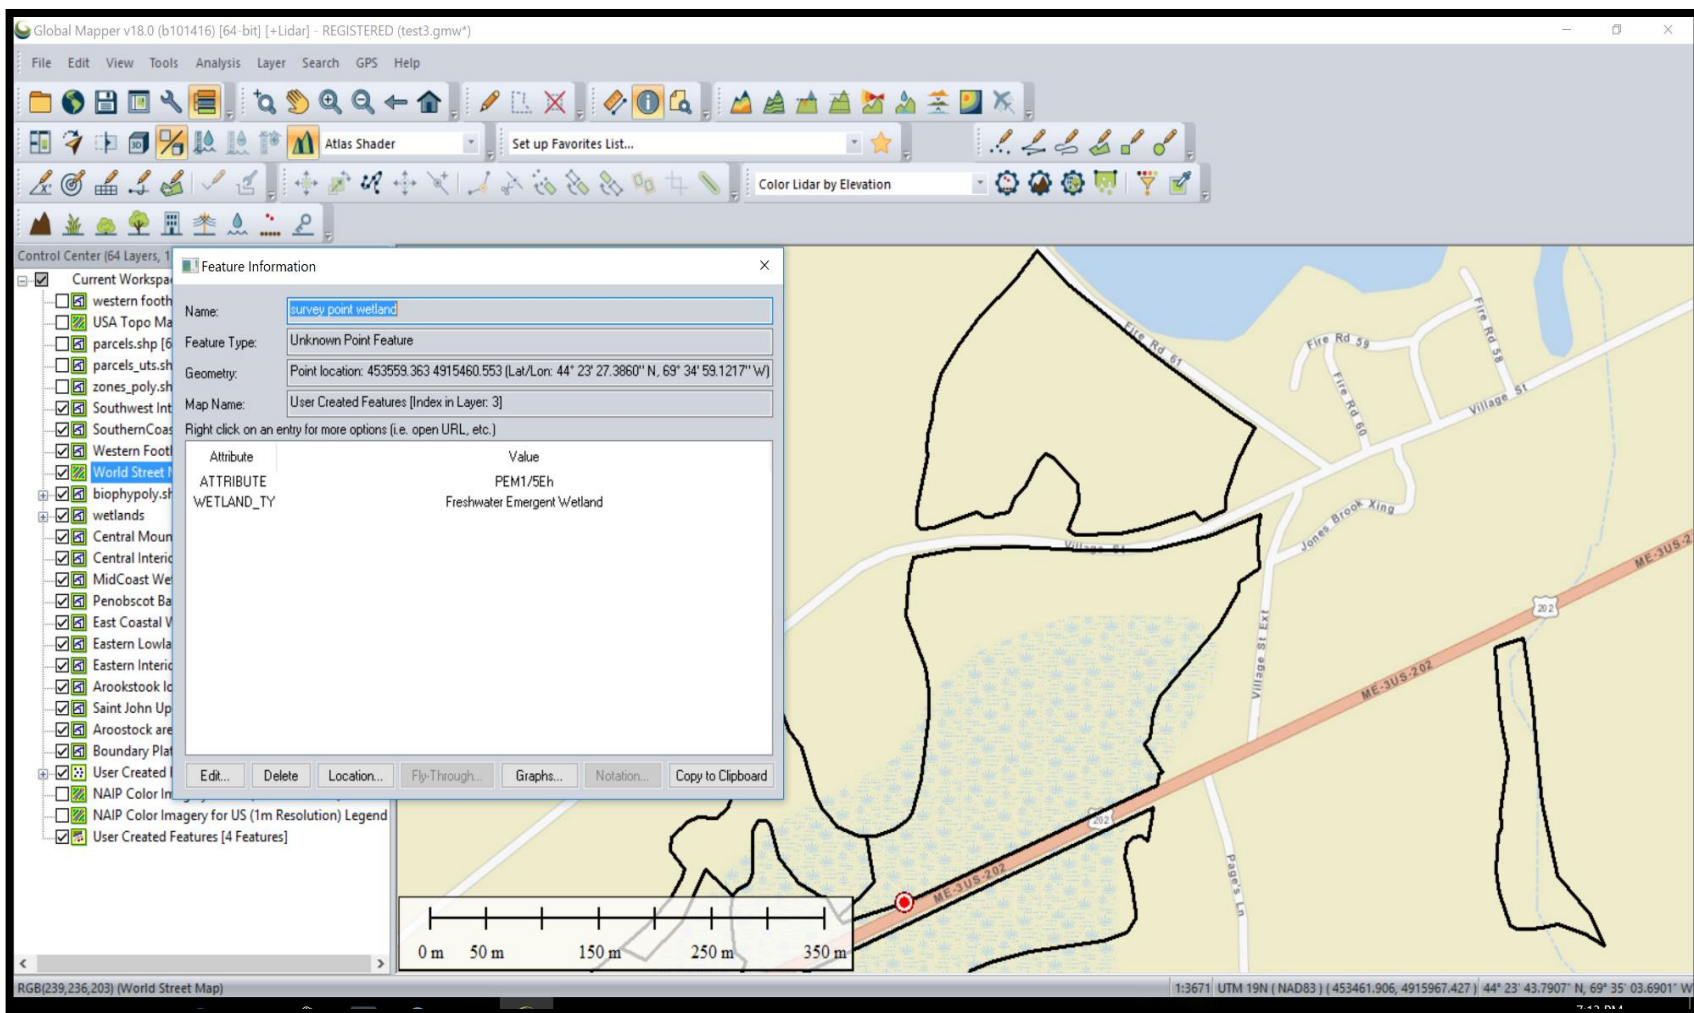 Global Mapper v18.0 (b101416) [64-bit] [+Lidar] - REGISTERED (test3.gmw*)
File Edit View Tools Analysis Layer Search GPS Help
Atlas Shader
Set up Favorites List...
Color Lidar by Elevation
Control Center (64 Layers, 1
Current Workspa
western footh
USA Topo Ma
parcels.shp [6
parcels_uts.sh
zones_poly.sh
Southwest Int
SouthernCoas
Western Footl
World Street M
biophypoly.sh
wetlands
Central Moun
Central Interio
MidCoast We
Penobscot Ba
East Coastal W
Eastern Lowla
Eastern Interio
Arookstook lo
Saint John Up
Aroostock are
Boundary Plat
User Created
NAIP Color Im
NAIP Color Imagery for US (1m Resolution) Legend
User Created Features [4 Features]
Feature Information
Name: survey point wetland
Feature Type: Unknown Point Feature
Geometry: Point location: 453559.363 4915460.553 (Lat/Lon: 44° 23' 27.3860" N, 69° 34' 59.1217" W)
Map Name: User Created Features [Index in Layer: 3]
Right click on an entry for more options (i.e. open URL, etc.)
Attribute Value
ATTRIBUTE PEM1/5Eh
WETLAND_TY Freshwater Emergent Wetland
Edit... Delete Location... Fly-Through... Graphs... Notation... Copy to Clipboard
Fire Rd 61
Fire Rd 59
Fire Rd 58
Fire Rd 60
Village St
Jones Brook Xing
Village St
ME-3US-2
202
Village St Ext
ME-3US-202
202
Page's Ln
ME-3US-202
0 m 50 m 150 m 250 m 350 m
RGB(239,236,203) (World Street Map)
1:3671 UTM 19N ( NAD83 ) ( 453461.906, 4915967.427 ) 44° 23' 43.7907" N, 69° 35' 03.6901" W